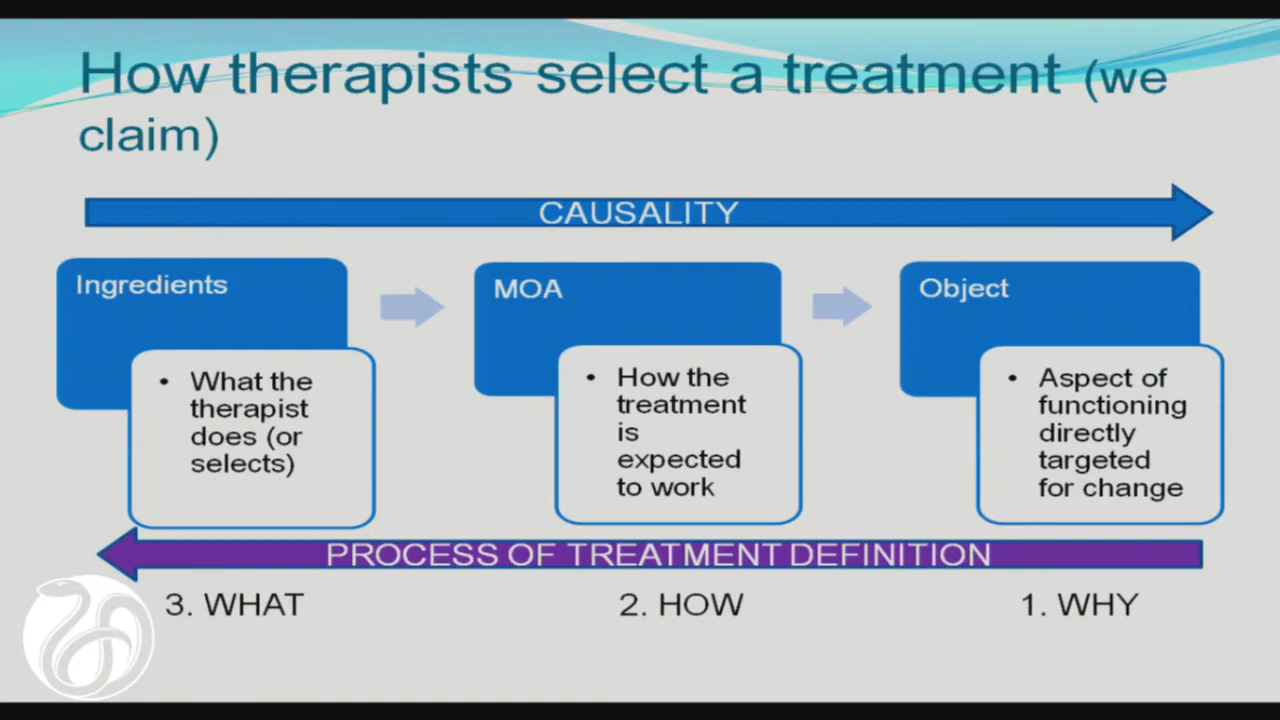 How therapists select a treatment (we
claim)
CAUSALITY
Ingredients
• What the
therapist
does (or
selects)
MOA
• How the
treatment
is
expected
to work
Object
• Aspect of
functioning
directly
targeted
for change
PROCESS OF TREATMENT DEFINITION
3. WHAT
2. HOW
1. WHY